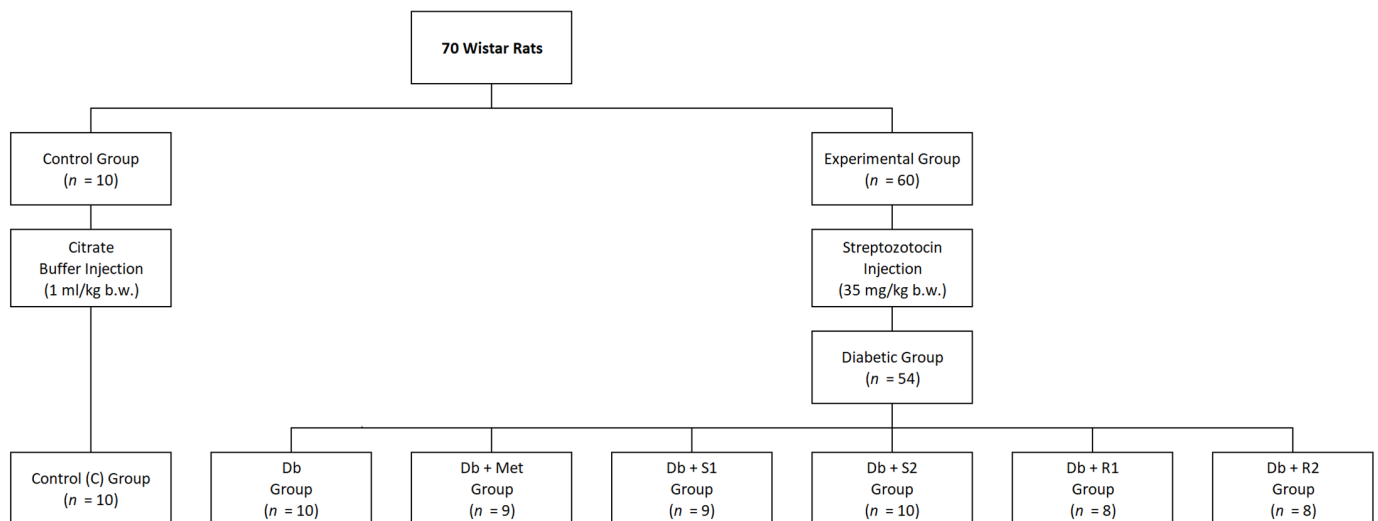 70 Wistar Rats
Control Group
(n = 10)
Experimental Group
(n = 60)
Citrate
Buffer Injection
(1 ml/kg b.w.)
Streptozotocin
Injection
(35 mg/kg b.w.)
Diabetic Group
(n = 54)
Control (C) Group
(n = 10)
Db
Group
(n = 10)
Db + Met
Group
(n = 9)
Db + S1
Group
(n = 9)
Db + S2
Group
(n = 10)
Db + R1
Group
(n = 8)
Db + R2
Group
(n = 8)